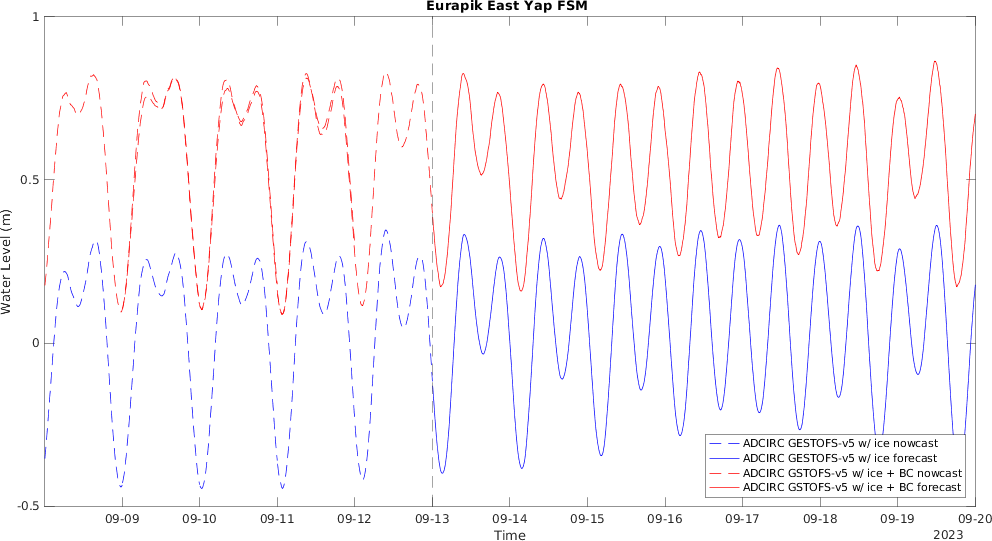 Eurapik East Yap FSM
1
0.5
0
-0.5
Water Level (m)
ADCIRC GESTOFS-v5 w/ ice nowcast
ADCIRC GESTOFS-v5 w/ ice forecast
ADCIRC GSTOFS-v5 w/ ice + BC nowcast
ADCIRC GSTOFS-v5 w/ ice + BC forecast
09-09 09-10 09-11 09-12 09-13 09-14 09-15 09-16 09-17 09-18 09-19 09-20
Time
2023